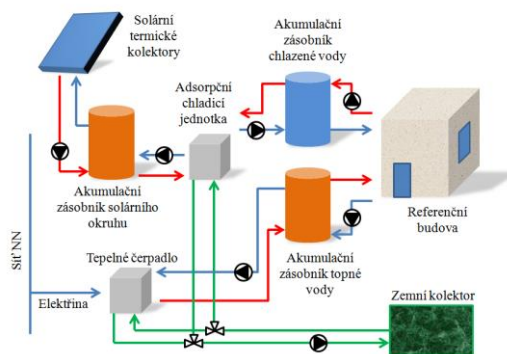 Solární
termické kolektory
Akumulační zásobník
chlazené vody
Adsorpční
chladicí
jednotka
Akumulační
zásobník solárního
okruhu
Referenční
budova
Akumulační
zásobník topné
vody
Síť NN
Tepelné čerpadlo
Elektřina
Zemní kolektor